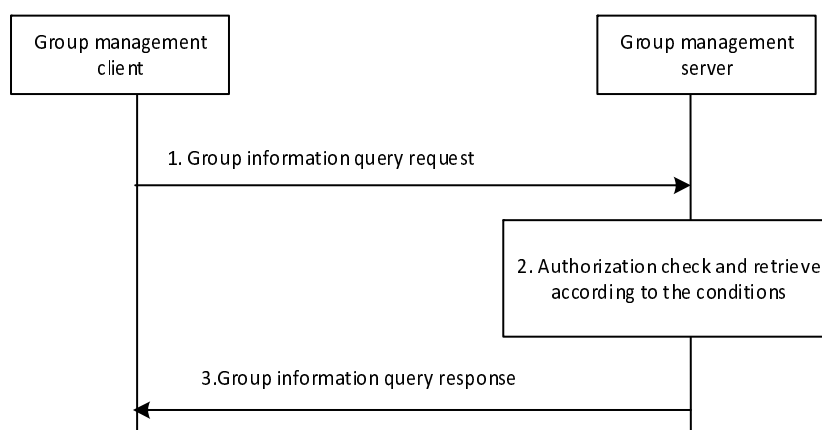 Group management
client
Group management
server
1. Group information query request
2. Authorization check and retrieve
according to the conditions
3.Group information query response